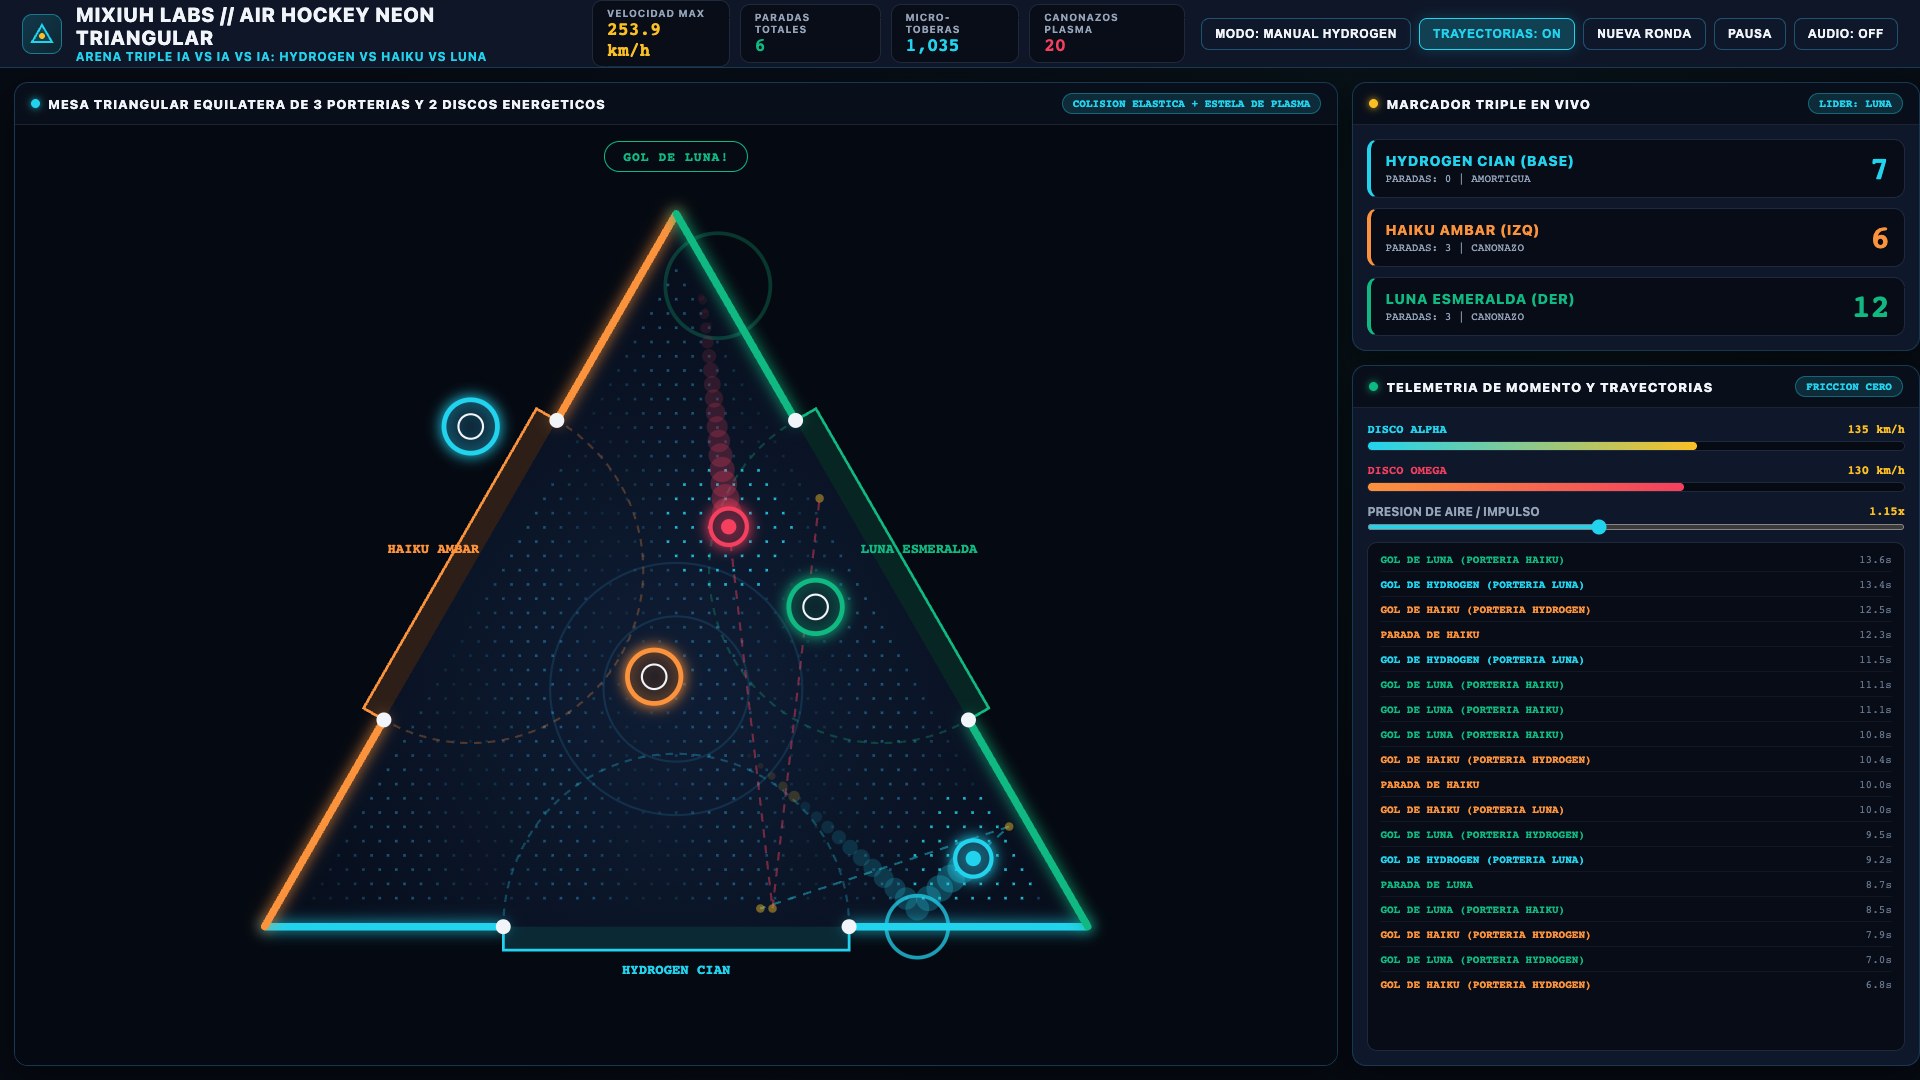 MIXIUH LABS // AIR HOCKEY NEON
TRIANGULAR
ARENA TRIPLE IA VS IA VS IA: HYDROGEN VS HAIKU VS LUNA
VELOCIDAD MAX
253.9
km/h
PARADAS
TOTALES
6
MICRO-
TOBERAS
1,035
CANONAZOS
PLASMA
20
MODO: MANUAL HYDROGEN
TRAYECTORIAS: ON
NUEVA RONDA
PAUSA
AUDIO: OFF
MESA TRIANGULAR EQUILATERA DE 3 PORTERIAS Y 2 DISCOS ENERGETICOS
COLISION ELASTICA + ESTELA DE PLASMA
GOL DE LUNA!
HAIKU AMBAR
LUNA ESMERALDA
HYDROGEN CIAN
MARCADOR TRIPLE EN VIVO
LIDER: LUNA
HYDROGEN CIAN (BASE)
PARADAS: 0 | AMORTIGUA
7
HAIKU AMBAR (IZQ)
PARADAS: 3 | CANONAZO
6
LUNA ESMERALDA (DER)
PARADAS: 3 | CANONAZO
12
TELEMETRIA DE MOMENTO Y TRAYECTORIAS
FRICCION CERO
DISCO ALPHA 135 km/h
DISCO OMEGA 130 km/h
PRESION DE AIRE / IMPULSO 1.15x
GOL DE LUNA (PORTERIA HAIKU) 13.6s
GOL DE HYDROGEN (PORTERIA LUNA) 13.4s
GOL DE HAIKU (PORTERIA HYDROGEN) 12.5s
PARADA DE HAIKU 12.3s
GOL DE HYDROGEN (PORTERIA LUNA) 11.5s
GOL DE LUNA (PORTERIA HAIKU) 11.1s
GOL DE LUNA (PORTERIA HAIKU) 11.1s
GOL DE LUNA (PORTERIA HAIKU) 10.8s
GOL DE HAIKU (PORTERIA HYDROGEN) 10.4s
PARADA DE HAIKU 10.0s
GOL DE HAIKU (PORTERIA LUNA) 10.0s
GOL DE LUNA (PORTERIA HYDROGEN) 9.5s
GOL DE HYDROGEN (PORTERIA LUNA) 9.2s
PARADA DE LUNA 8.7s
GOL DE LUNA (PORTERIA HAIKU) 8.5s
GOL DE HAIKU (PORTERIA HYDROGEN) 7.9s
GOL DE LUNA (PORTERIA HYDROGEN) 7.0s
GOL DE HAIKU (PORTERIA HYDROGEN) 6.8s